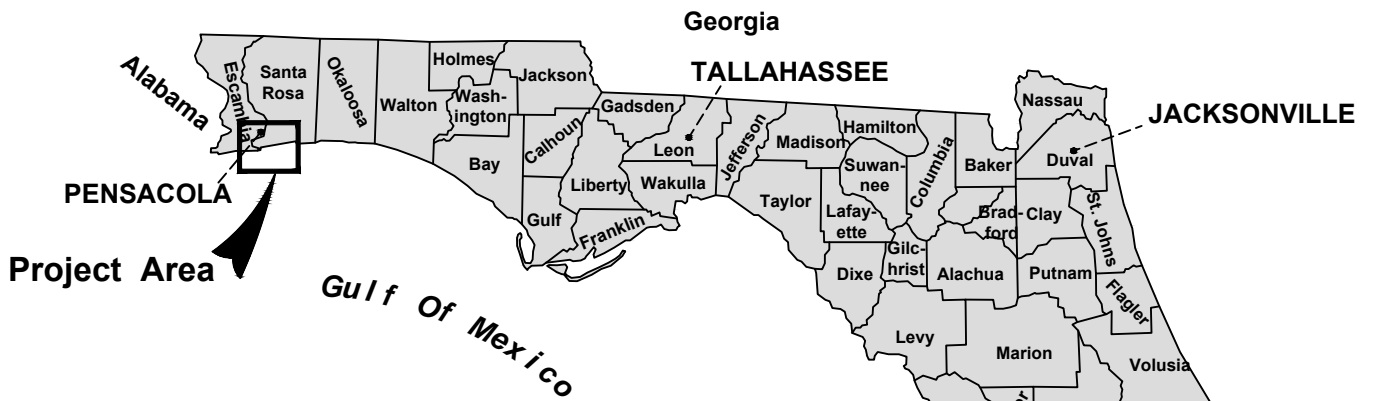 Georgia
Alabama
Escambia
Santa
Rosa
Okaloosa
Walton
Holmes
Wash-
ington
Jackson
Bay
Calhoun
Gulf
Gadsden
Liberty
Franklin
Leon
Wakulla
TALLAHASSEE
Jefferson
Madison
Taylor
Hamilton
Suwan-
nee
Lafay-
ette
Dixe
Columbia
Gilc-
hrist
Baker
Brad-
ford
Alachua
Levy
Nassau
Duval
JACKSONVILLE
Clay
St. Johns
Putnam
Flagler
Marion
Volusia
PENSACOLA
Project Area
Gulf Of Mexico